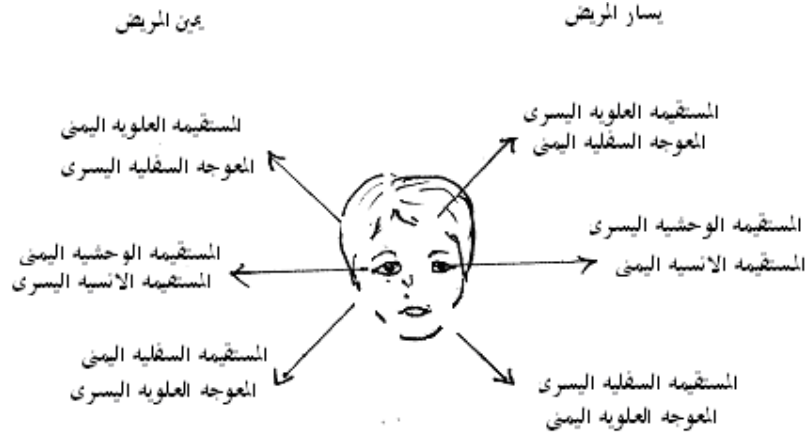 يسار المريض
يمين المريض
المستقيمه العلويه اليسرى
المعوجه السفليه اليمنى
المستقيمه العلويه اليمنى
المعوجه السفليه اليسرى
المستقيمه الوحشيه اليسرى
المستقيمه الانسيه اليمنى
المستقيمه الوحشيه اليمنى
المستقيمه الانسيه اليسرى
المستقيمه السفليه اليسرى
المعوجه العلويه اليمنى
المستقيمه السفليه اليمنى
المعوجه العلويه اليسرى